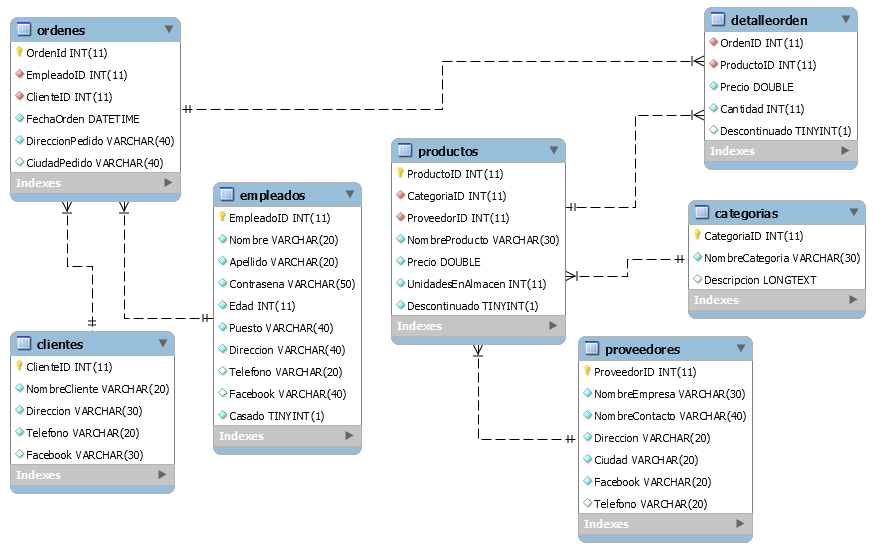 ordenes
OrdenId INT(11)
EmpleadoID INT(11)
ClienteID INT(11)
FechaOrden DATETIME
DireccionPedido VARCHAR(40)
CiudadPedido VARCHAR(40)
Indexes
detalleorden
OrdenID INT(11)
ProductoID INT(11)
Precio DOUBLE
Cantidad INT(11)
Descontinuado TINYINT(1)
Indexes
productos
ProductoID INT(11)
CategoriaID INT(11)
ProveedorID INT(11)
NombreProducto VARCHAR(30)
Precio DOUBLE
UnidadesEnAlmacen INT(11)
Descontinuado TINYINT(1)
Indexes
empleados
EmpleadoID INT(11)
Nombre VARCHAR(20)
Apellido VARCHAR(20)
Contrasena VARCHAR(50)
Edad INT(11)
Puesto VARCHAR(40)
Direccion VARCHAR(40)
Telefono VARCHAR(20)
Facebook VARCHAR(40)
Casado TINYINT(1)
Indexes
categorias
CategoriaID INT(11)
NombreCategoria VARCHAR(30)
Descripcion LONGTEXT
Indexes
clientes
ClienteID INT(11)
NombreCliente VARCHAR(20)
Direccion VARCHAR(30)
Telefono VARCHAR(20)
Facebook VARCHAR(30)
Indexes
proveedores
ProveedorID INT(11)
NombreEmpresa VARCHAR(30)
NombreContacto VARCHAR(40)
Direccion VARCHAR(20)
Ciudad VARCHAR(20)
Facebook VARCHAR(20)
Telefono VARCHAR(20)
Indexes